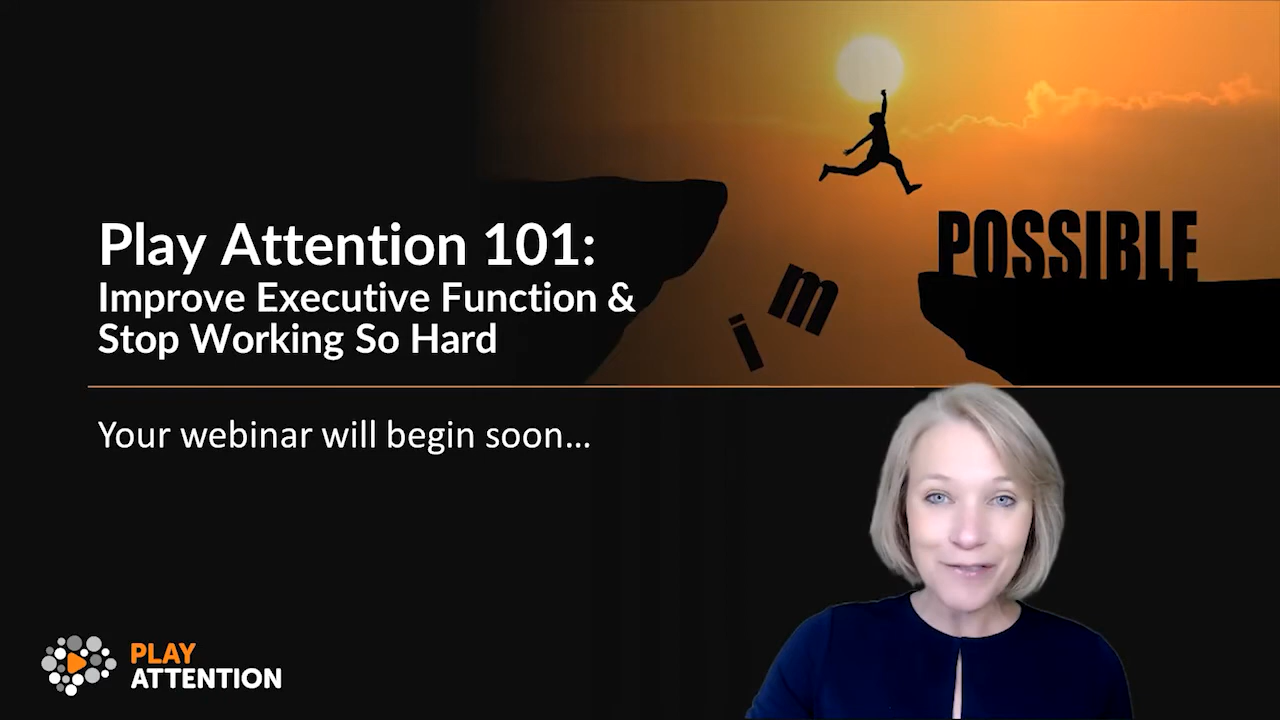 POSSIBLE
i m
Play Attention 101:
Improve Executive Function &
Stop Working So Hard
Your webinar will begin soon...
PLAY
ATTENTION